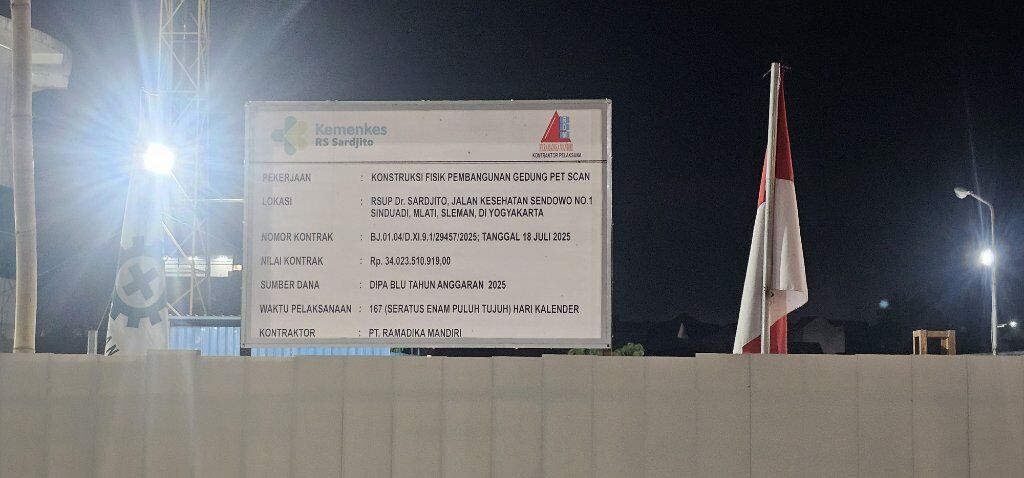 Kemenkes
RS Sardjito
RDM
P.T.RAMADIKA MANDIRI
KONTRAKTOR PELAKSANA
PEKERJAAN : KONSTRUKSI FISIK PEMBANGUNAN GEDUNG PET SCAN
LOKASI : RSUP Dr. SARDJITO, JALAN KESEHATAN SENDOWO NO.1
SINDUADI, MLATI, SLEMAN, DI YOGYAKARTA
NOMOR KONTRAK : BJ.01.04/D.XI.9.1/29457/2025; TANGGAL 18 JULI 2025
NILAI KONTRAK : Rp. 34.023.510.919,00
SUMBER DANA : DIPA BLU TAHUN ANGGARAN 2025
WAKTU PELAKSANAAN : 167 (SERATUS ENAM PULUH TUJUH) HARI KALENDER
KONTRAKTOR : PT. RAMADIKA MANDIRI